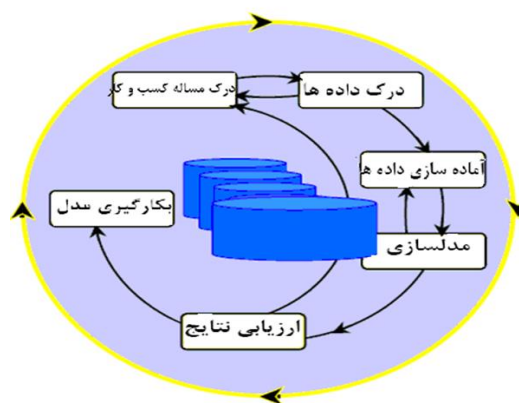 درک مساله کسب و کار
درک داده ها
آماده سازی داده ها
مدلسازی
ارزیابی نتایج
بکارگیری مدل